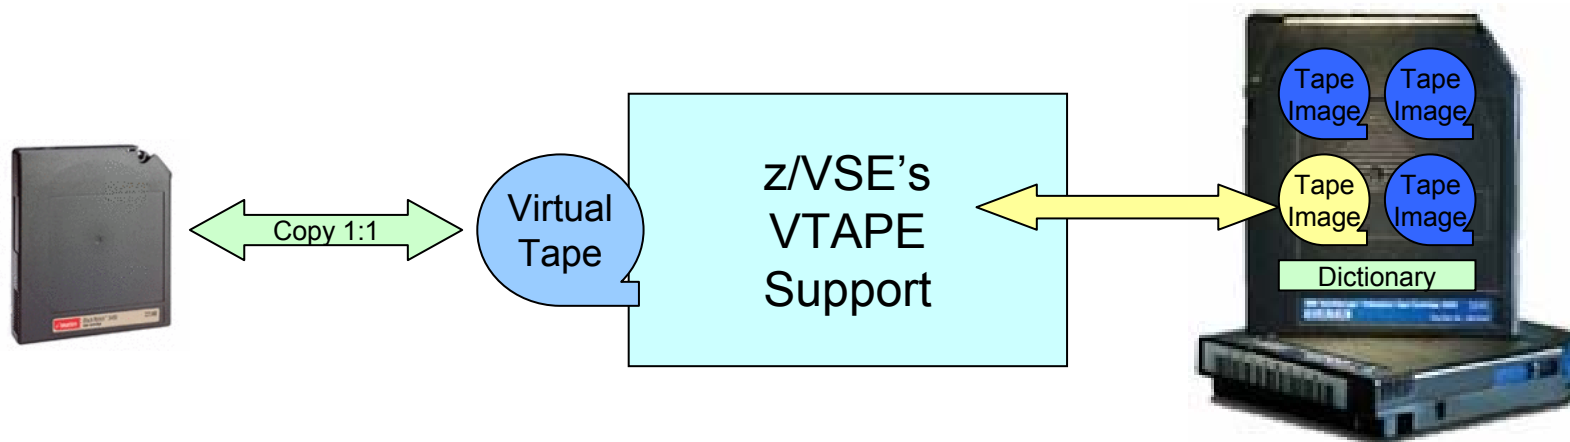 Copy 1:1
Virtual
Tape
z/VSE's
VTAPE
Support
Tape
Image
Tape
Image
Tape
Image
Tape
Image
Dictionary